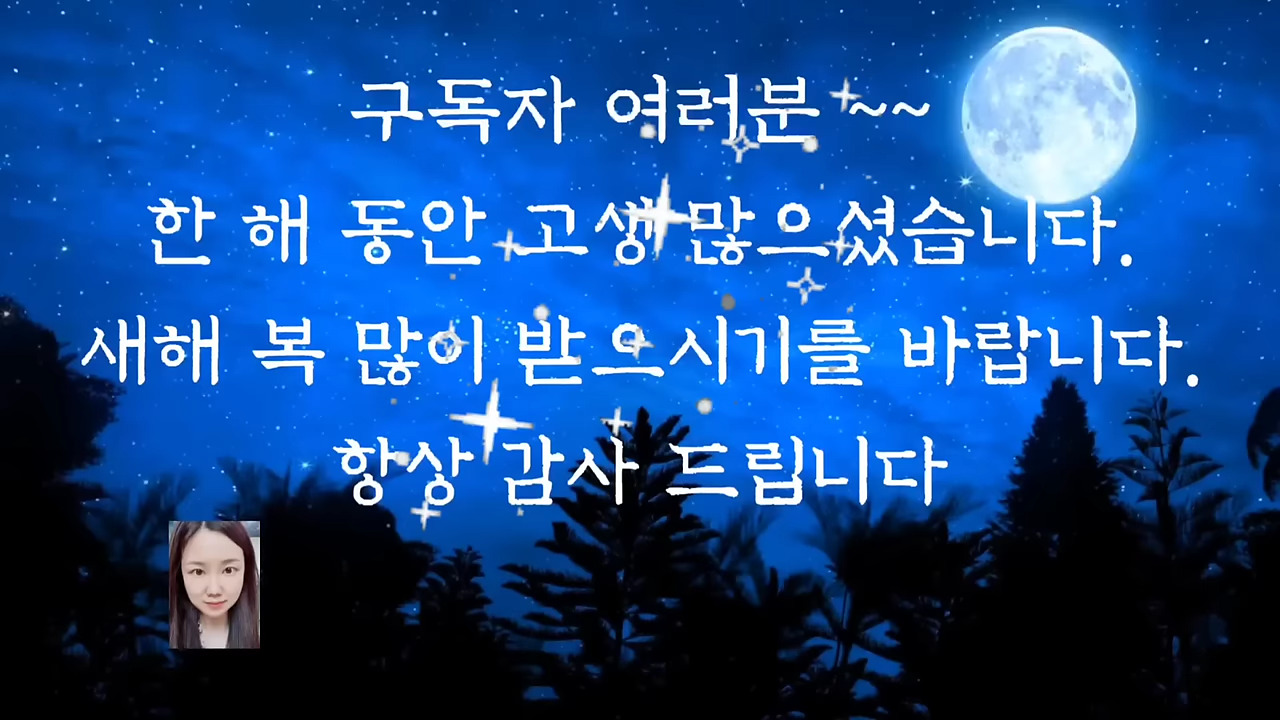 구독자 여러분 ~~
한 해 동안 고생 많으셨습니다.
새해 복 많이 받으시기를 바랍니다.
항상 감사 드립니다